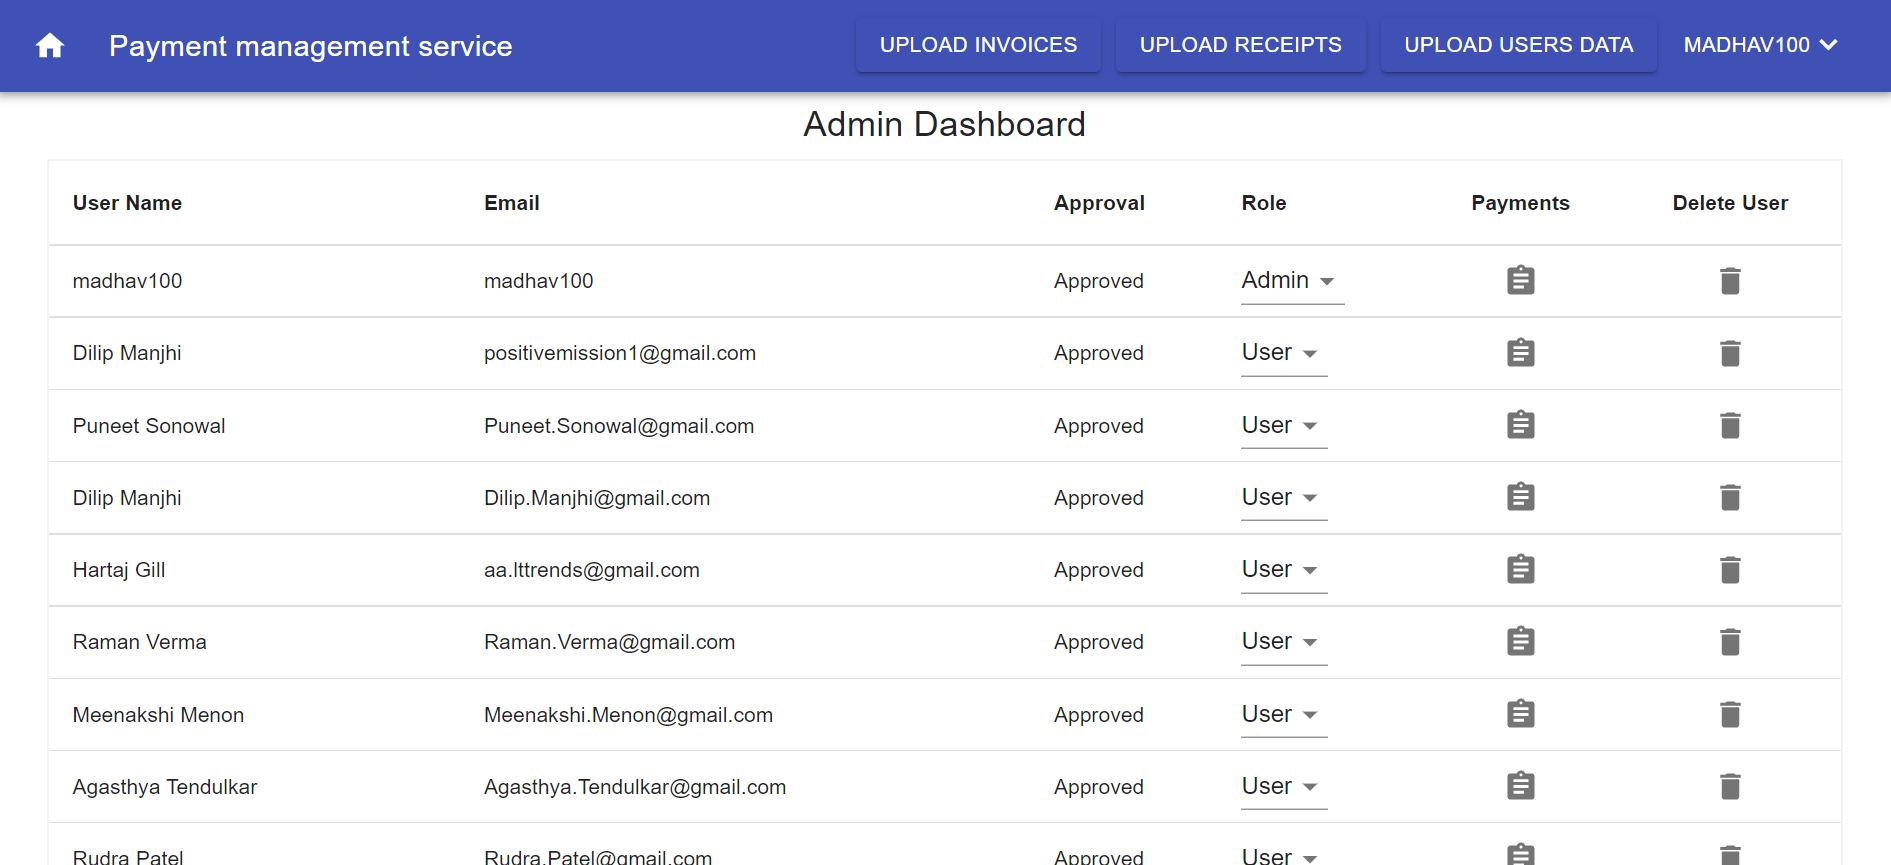 Payment management service UPLOAD INVOICES UPLOAD RECEIPTS UPLOAD USERS DATA MADHAV100
Admin Dashboard
User Name Email Approval Role Payments Delete User
madhav100 madhav100 Approved Admin
Dilip Manjhi positivemission1@gmail.com Approved User
Puneet Sonowal Puneet.Sonowal@gmail.com Approved User
Dilip Manjhi Dilip.Manjhi@gmail.com Approved User
Hartaj Gill aa.lttrends@gmail.com Approved User
Raman Verma Raman.Verma@gmail.com Approved User
Meenakshi Menon Meenakshi.Menon@gmail.com Approved User
Agasthya Tendulkar Agasthya.Tendulkar@gmail.com Approved User
Rudra Patel Rudra.Patel@gmail.com Approved User